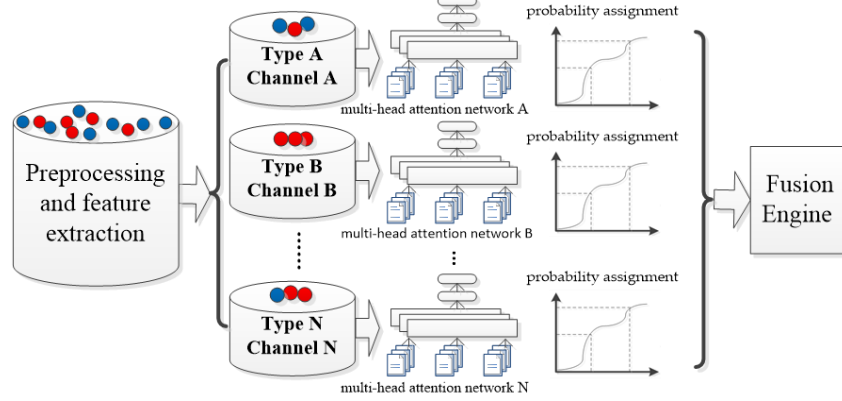 Preprocessing
and feature
extraction
Type A
Channel A
multi-head attention network A
probability assignment
Type B
Channel B
multi-head attention network B
probability assignment
Type N
Channel N
multi-head attention network N
probability assignment
Fusion
Engine